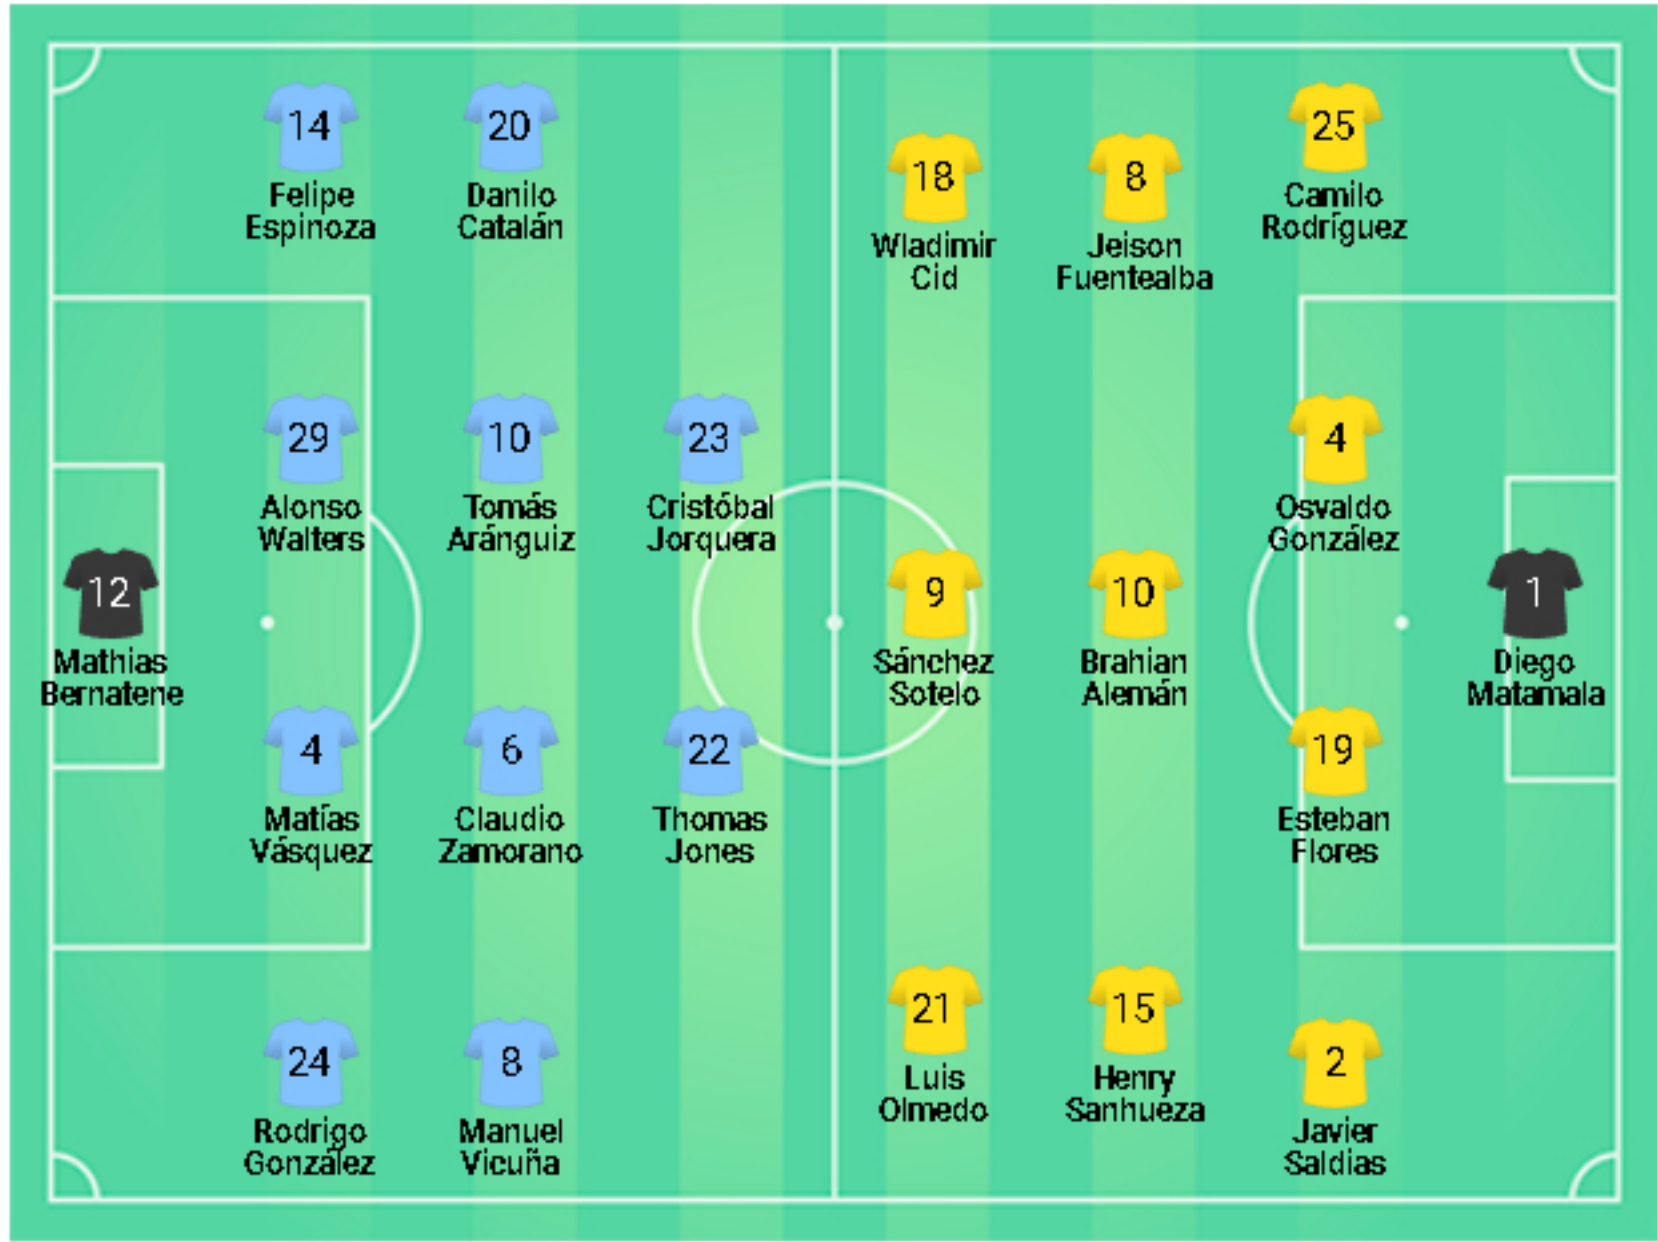 14
Felipe
Espinoza
20
Danilo
Catalán
18
Wladimir
Cid
8
Jeison
Fuentealba
25
Camilo
Rodríguez
29
Alonso
Walters
10
Tomás
Aránguiz
23
Cristóbal
Jorquera
4
Osvaldo
González
12
Mathias
Bernatene
9
Sánchez
Sotelo
10
Brahian
Alemán
1
Diego
Matamala
4
Matías
Vásquez
6
Claudio
Zamorano
22
Thomas
Jones
19
Esteban
Flores
21
Luis
Olmedo
15
Henry
Sanhueza
24
Rodrigo
González
8
Manuel
Vicuña
2
Javier
Saldias